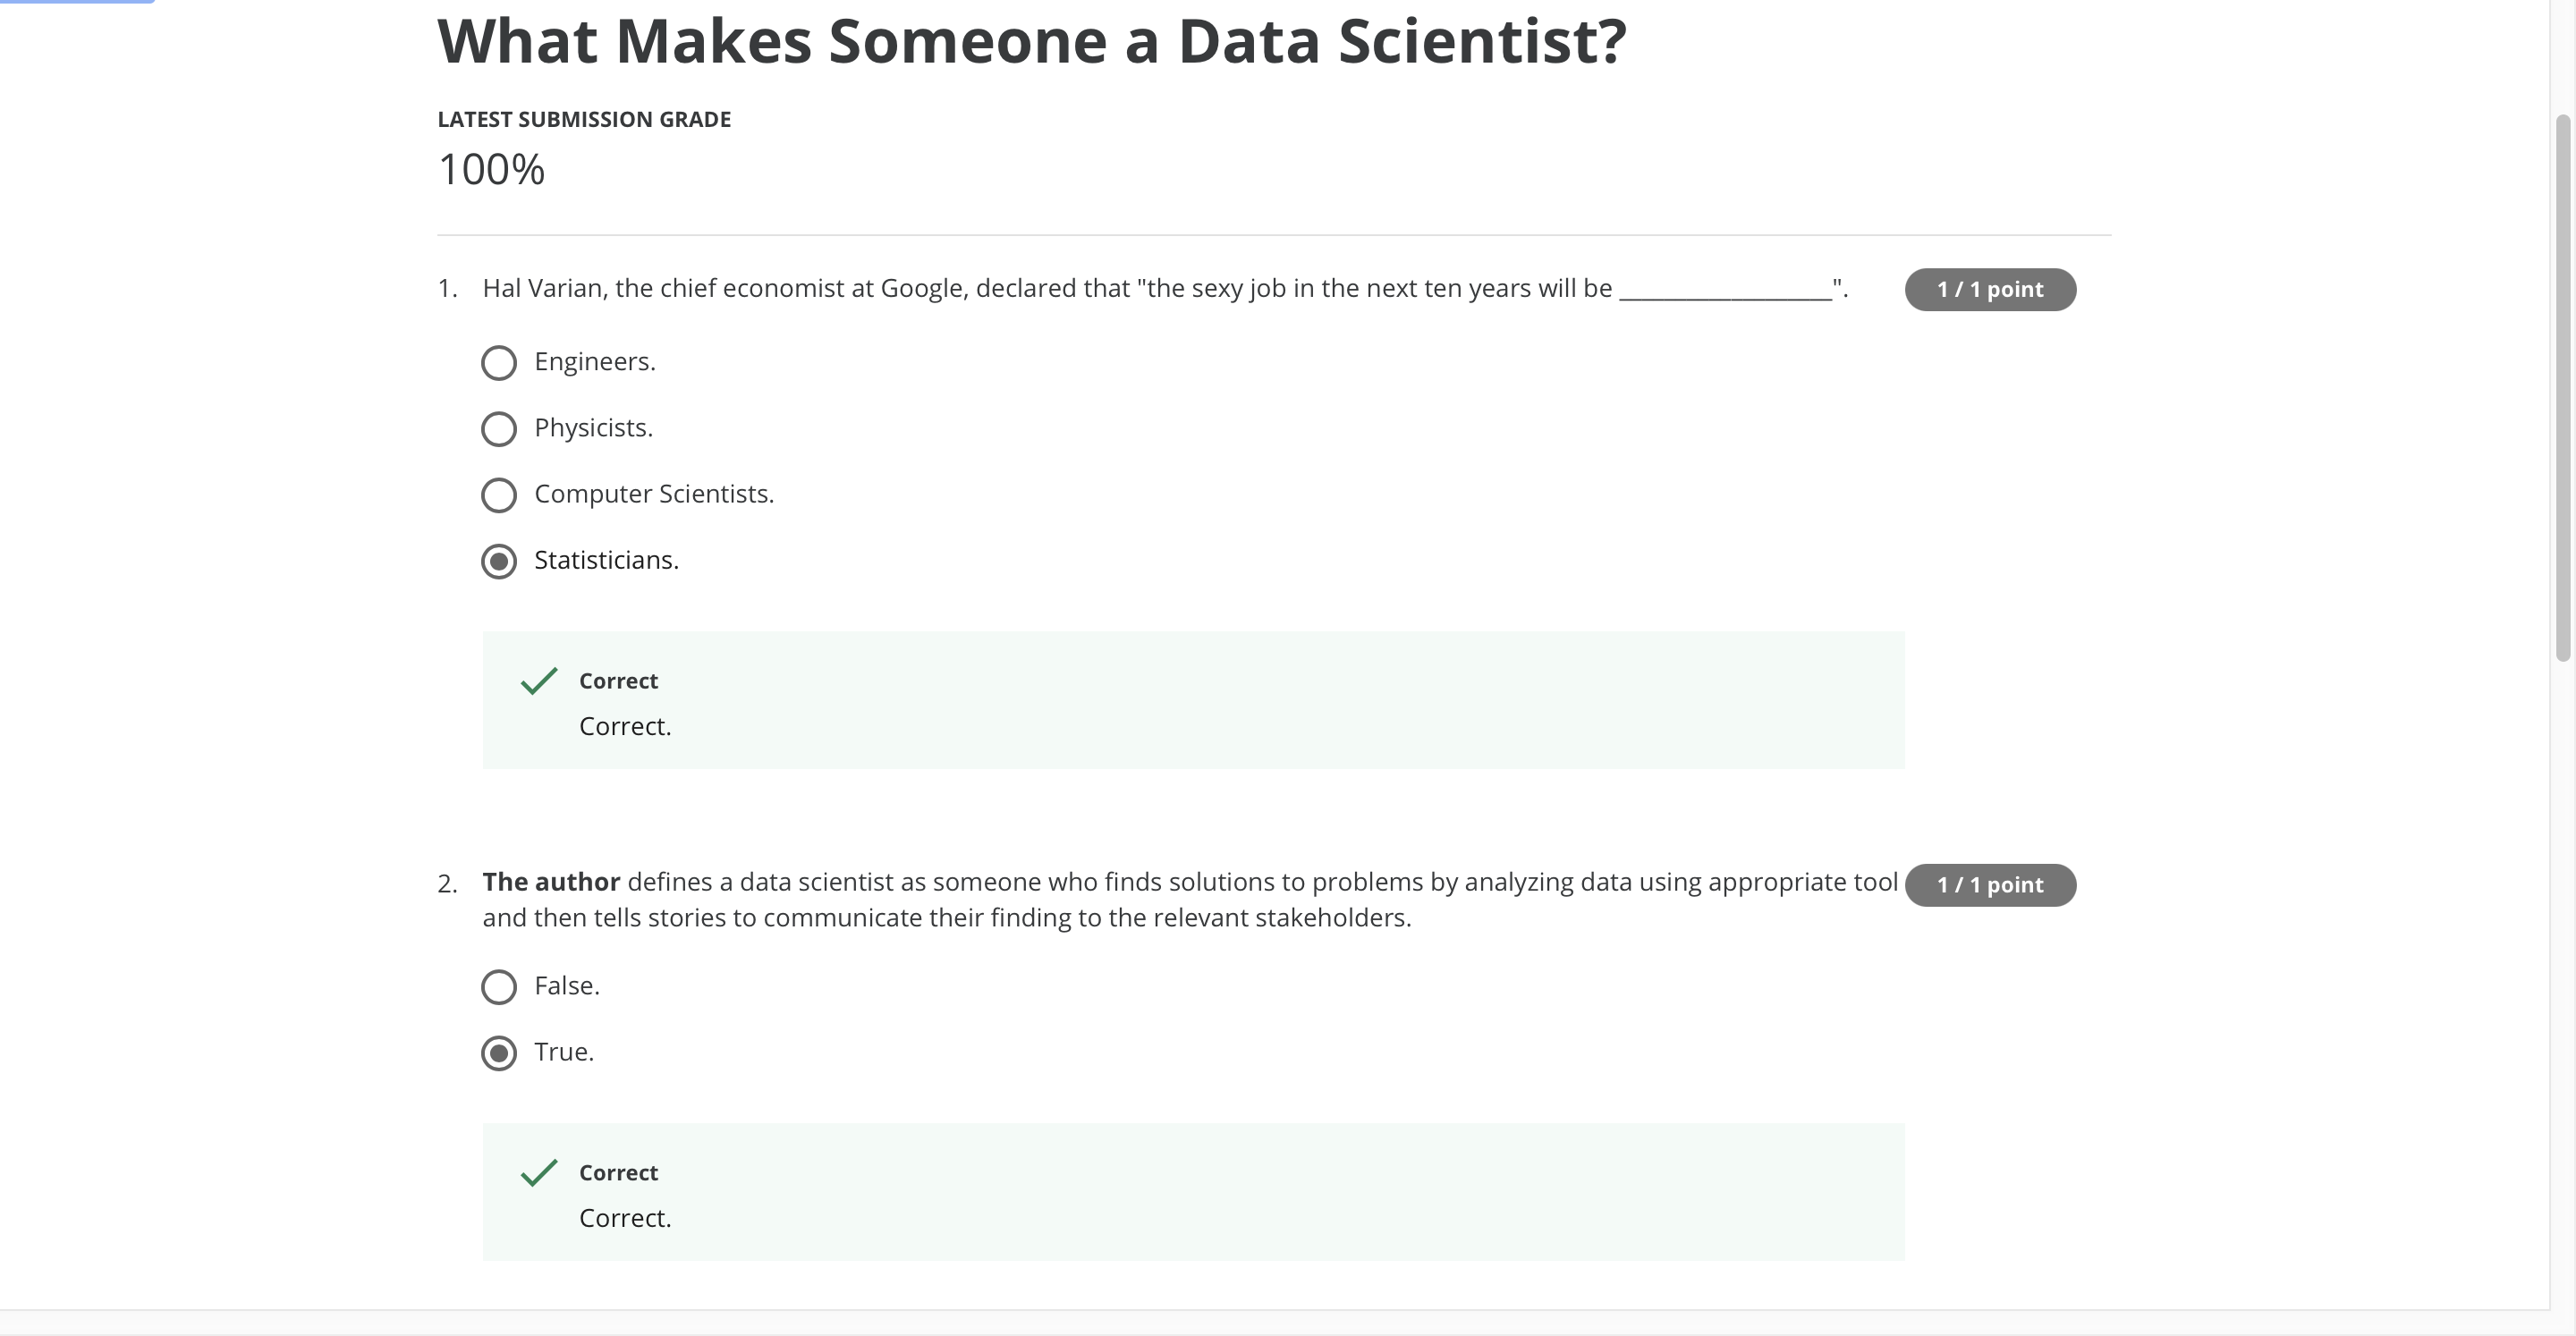 What Makes Someone a Data Scientist?
LATEST SUBMISSION GRADE
100%
1. Hal Varian, the chief economist at Google, declared that "the sexy job in the next ten years will be _________________". 1 / 1 point
Engineers.
Physicists.
Computer Scientists.
Statisticians.
Correct
Correct.
2. The author defines a data scientist as someone who finds solutions to problems by analyzing data using appropriate tool 1 / 1 point
and then tells stories to communicate their finding to the relevant stakeholders.
False.
True.
Correct
Correct.